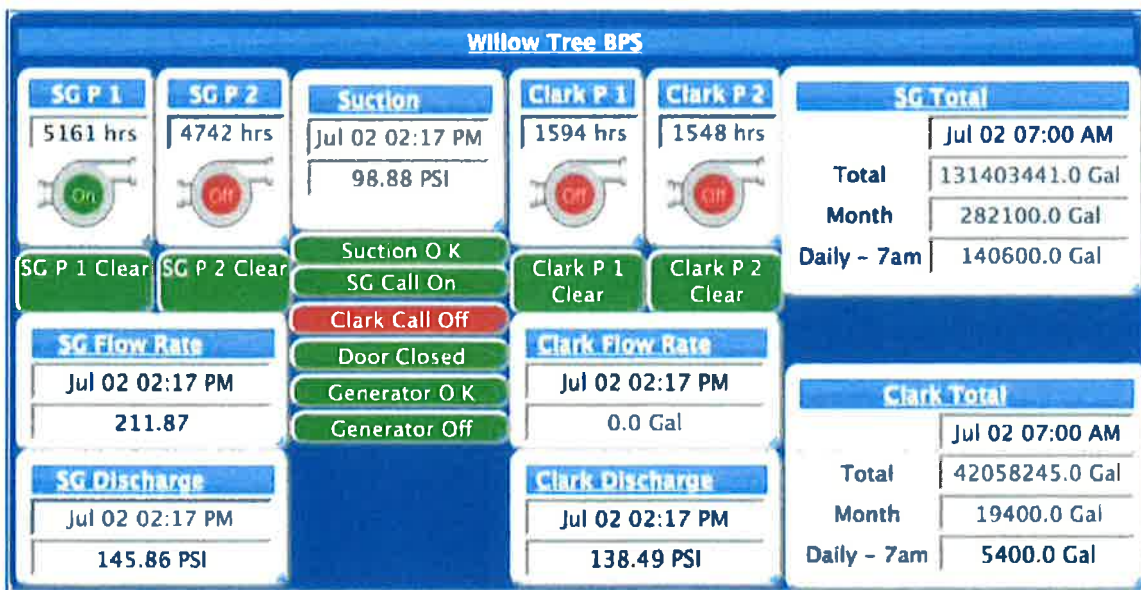 Willow Tree BPS
SG P 1
5161 hrs
On
SG P 1 Clear
SG P 2
4742 hrs
Off
SG P 2 Clear
Suction
Jul 02 02:17 PM
98.88 PSI
Suction O K
SG Call On
Clark Call Off
Door Closed
Generator O K
Generator Off
Clark P 1
1594 hrs
Off
Clark P 1
Clear
Clark P 2
1548 hrs
Off
Clark P 2
Clear
SG Total
Jul 02 07:00 AM
Total 131403441.0 Gal
Month 282100.0 Gal
Daily - 7am 140600.0 Gal
SG Flow Rate
Jul 02 02:17 PM
211.87
Clark Flow Rate
Jul 02 02:17 PM
0.0 Gal
SG Discharge
Jul 02 02:17 PM
145.86 PSI
Clark Discharge
Jul 02 02:17 PM
138.49 PSI
Clark Total
Jul 02 07:00 AM
Total 42058245.0 Gal
Month 19400.0 Gal
Daily - 7am 5400.0 Gal